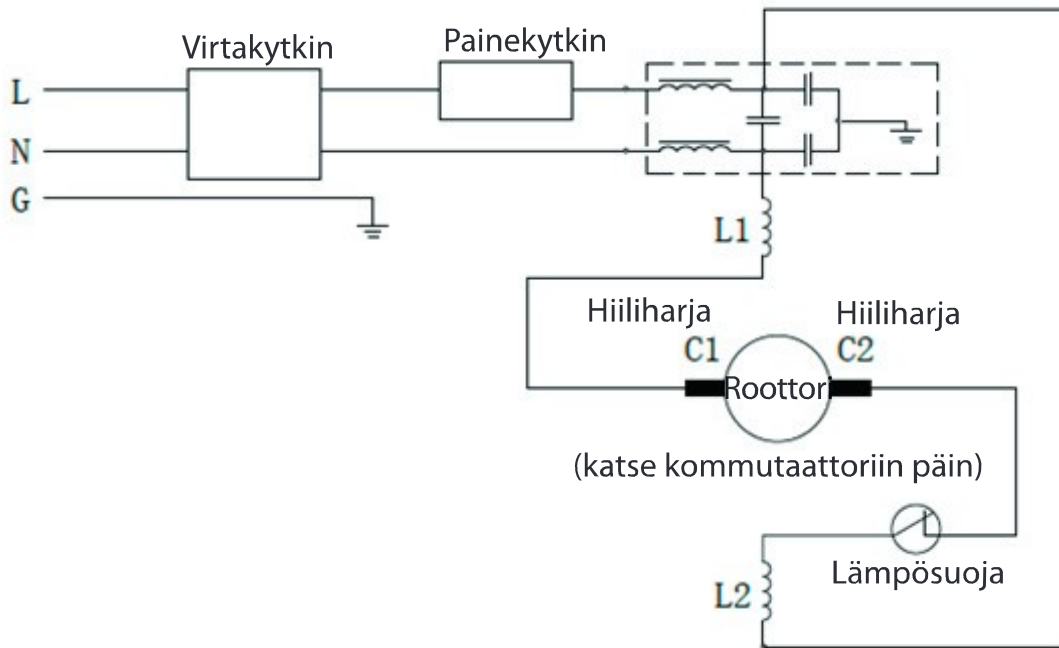 Virtakytkin
Painekytkin
L
N
G
L1
Hiiliharja
Hiiliharja
C1
C2
Roottori
(katse kommutaattoriin päin)
Lämpösuoja
L2